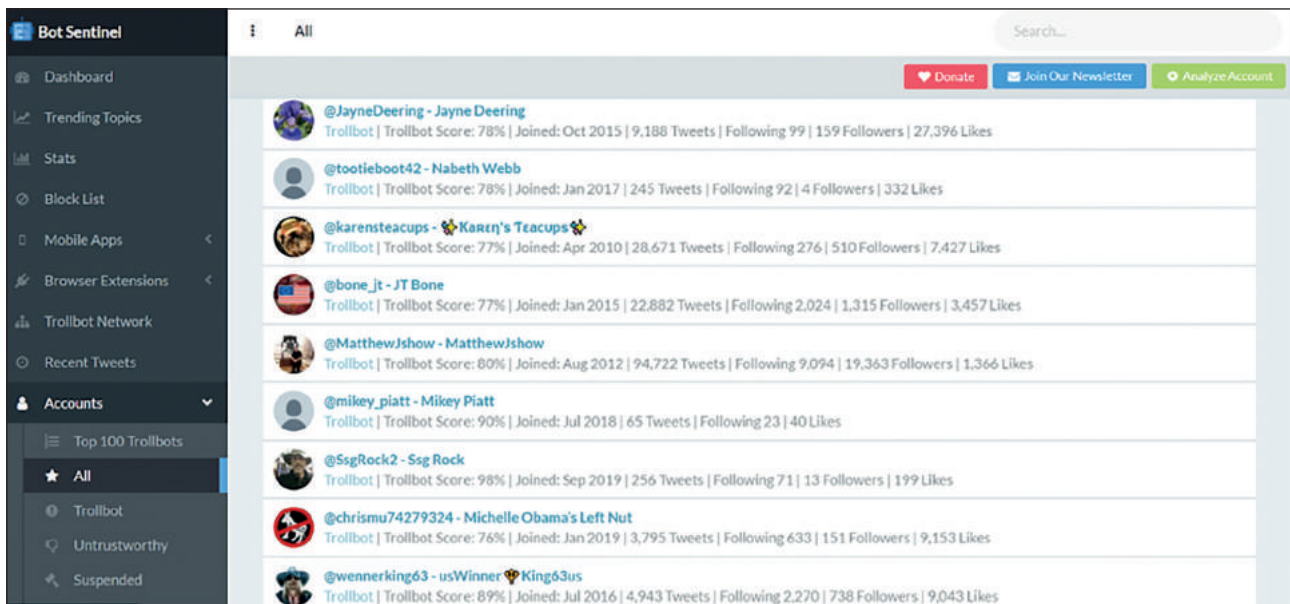 Bot Sentinel
All
Search...
Dashboard
Donate
Join Our Newsletter
Analyze Account
Trending Topics
Stats
Block List
Mobile Apps
Browser Extensions
Trollbot Network
Recent Tweets
Accounts
Top 100 Trollbots
All
Trollbot
Untrustworthy
Suspended
@JayneDeering - Jayne Deering
Trollbot | Trollbot Score: 78% | Joined: Oct 2015 | 9,188 Tweets | Following 99 | 159 Followers | 27,396 Likes
@tootieboot42 - Nabeth Webb
Trollbot | Trollbot Score: 78% | Joined: Jan 2017 | 245 Tweets | Following 92 | 4 Followers | 332 Likes
@karensteacups - Kαʀεη's Tεacups
Trollbot | Trollbot Score: 77% | Joined: Apr 2010 | 28,671 Tweets | Following 276 | 510 Followers | 7,427 Likes
@bone_jt - JT Bone
Trollbot | Trollbot Score: 77% | Joined: Jan 2015 | 22,882 Tweets | Following 2,024 | 1,315 Followers | 3,457 Likes
@MatthewJshow - MatthewJshow
Trollbot | Trollbot Score: 80% | Joined: Aug 2012 | 94,722 Tweets | Following 9,094 | 19,363 Followers | 1,366 Likes
@mikey_piatt - Mikey Piatt
Trollbot | Trollbot Score: 90% | Joined: Jul 2018 | 65 Tweets | Following 23 | 40 Likes
@SsgRock2 - Ssg Rock
Trollbot | Trollbot Score: 98% | Joined: Sep 2019 | 256 Tweets | Following 71 | 13 Followers | 199 Likes
@chrismu74279324 - Michelle Obama's Left Nut
Trollbot | Trollbot Score: 76% | Joined: Jan 2019 | 3,795 Tweets | Following 633 | 151 Followers | 9,153 Likes
@wennerking63 - usWinner King63us
Trollbot | Trollbot Score: 89% | Joined: Jul 2016 | 4,943 Tweets | Following 2,270 | 738 Followers | 9,043 Likes